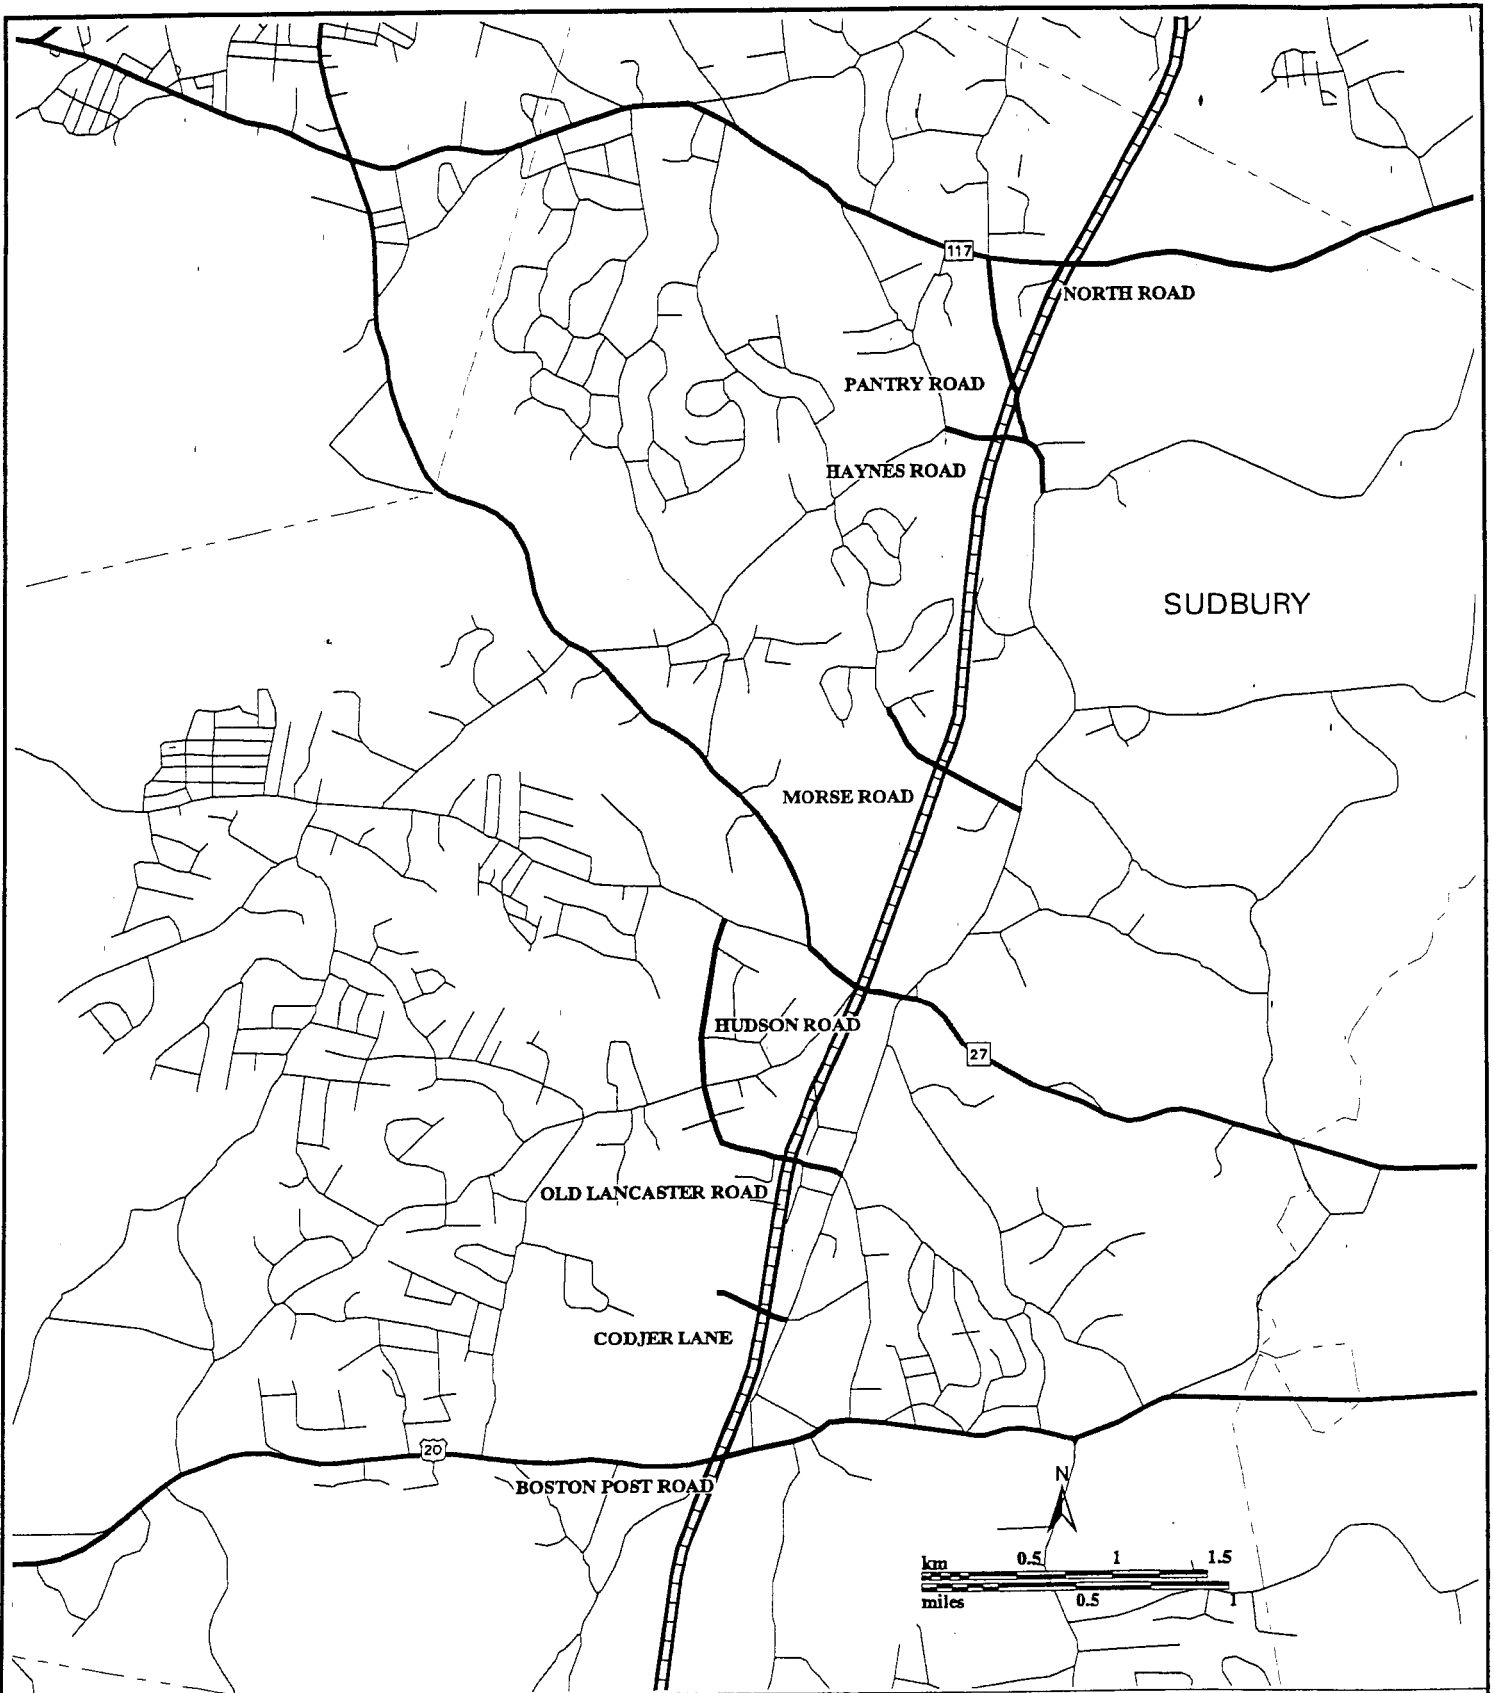 117
NORTH ROAD
PANTRY ROAD
HAYNES ROAD
SUDBURY
MORSE ROAD
HUDSON ROAD
27
OLD LANCASTER ROAD
CODJER LANE
20
BOSTON POST ROAD
N
km 0.5 1 1.5
miles 0.5 1